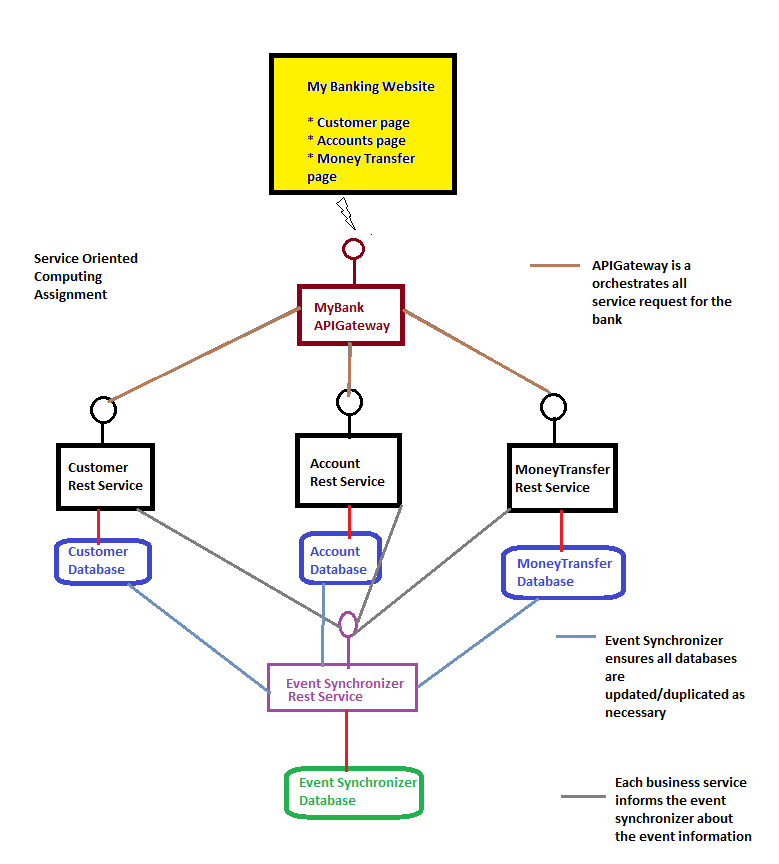 My Banking Website
* Customer page
* Accounts page
* Money Transfer
page
Service Oriented
Computing
Assignment
APIGateway is a
orchestrates all
service request for the
bank
MyBank
APIGateway
Customer
Rest Service
Account
Rest Service
MoneyTransfer
Rest Service
Customer
Database
Account
Database
MoneyTransfer
Database
Event Synchronizer
ensures all databases
are
updated/duplicated as
necessary
Event Synchronizer
Rest Service
Event Synchronizer
Database
Each business service
informs the event
synchronizer about
the event information